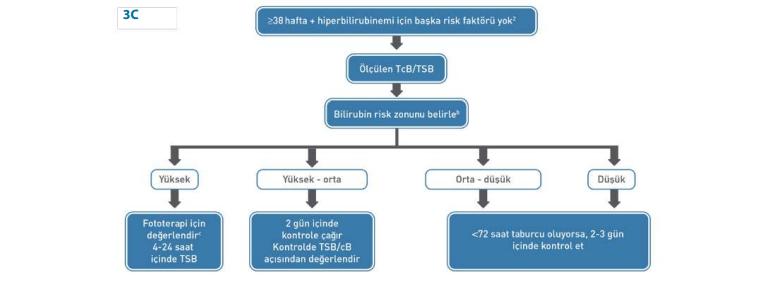 3C
≥38 hafta + hiperbilirubinemi için başka risk faktörü yok²
Ölçülen TcB/TSB
Bilirubin risk zonunu belirleᵇ
Yüksek
Yüksek - orta
Orta - düşük
Düşük
Fototerapi için
değerlendirᶜ
4-24 saat
içinde TSB
2 gün içinde
kontrole çağır
Kontrolde TSB/cB
açısından değerlendir
<72 saat taburcu oluyorsa, 2-3 gün
içinde kontrol et